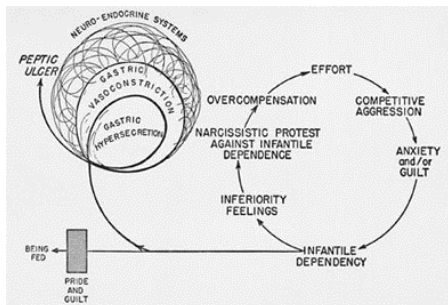 NEURO-ENDOCRINE SYSTEMS
PEPTIC
ULCER
GASTRIC
VASOCONSTRICTION
GASTRIC
HYPERSECRETION
EFFORT
OVERCOMPENSATION
COMPETITIVE
AGGRESSION
NARCISSISTIC PROTEST
AGAINST INFANTILE
DEPENDENCE
ANXIETY
and/or
GUILT
INFERIORITY
FEELINGS
INFANTILE
DEPENDENCY
BEING
FED
PRIDE
AND
GUILT